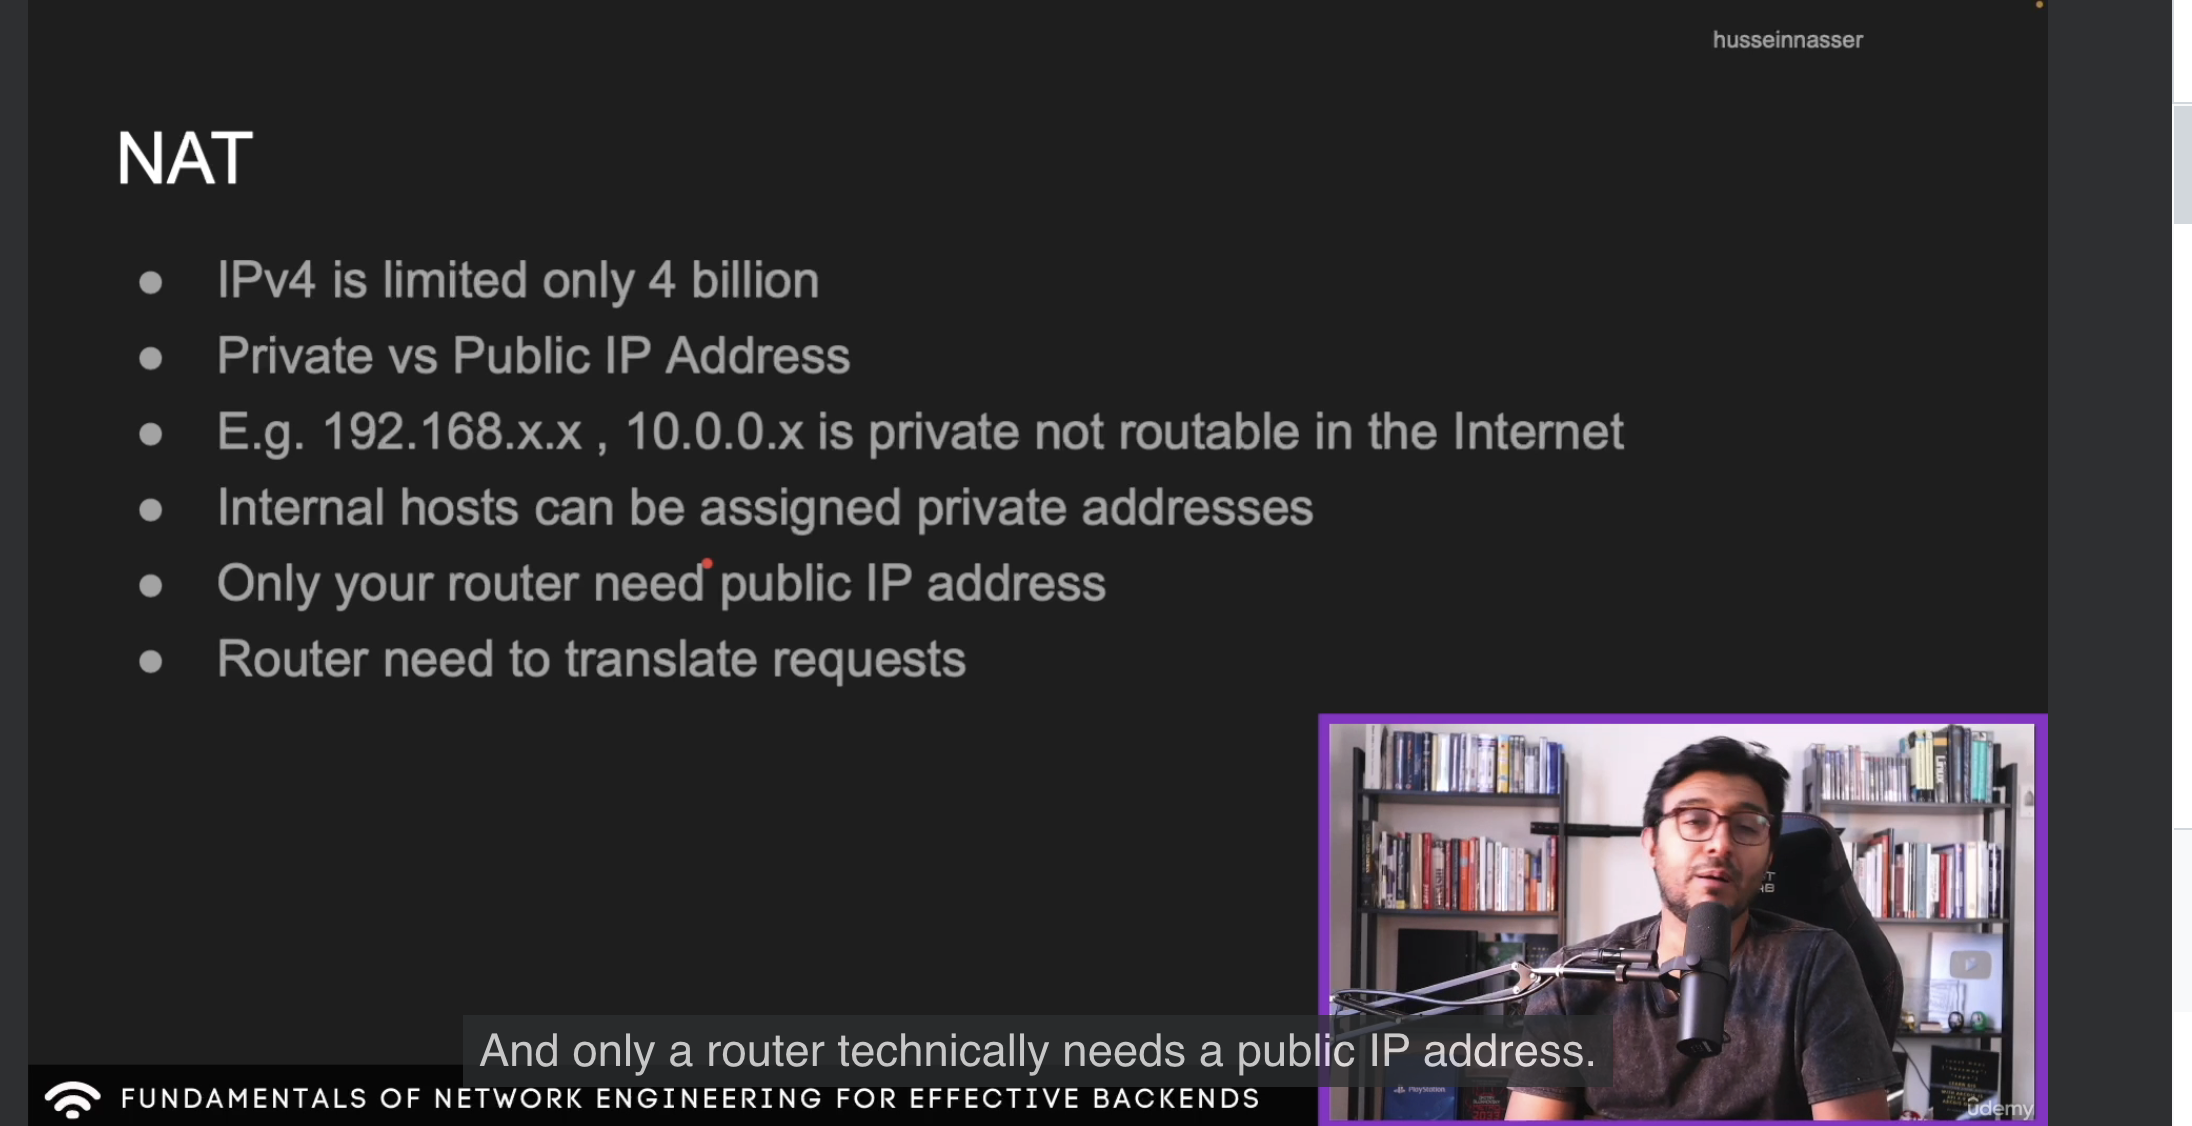 husseinnasser
NAT
● IPv4 is limited only 4 billion
● Private vs Public IP Address
● E.g. 192.168.x.x , 10.0.0.x is private not routable in the Internet
● Internal hosts can be assigned private addresses
● Only your router need public IP address
● Router need to translate requests
And only a router technically needs a public IP address.
FUNDAMENTALS OF NETWORK ENGINEERING FOR EFFECTIVE BACKENDS
PlayStation
udemy